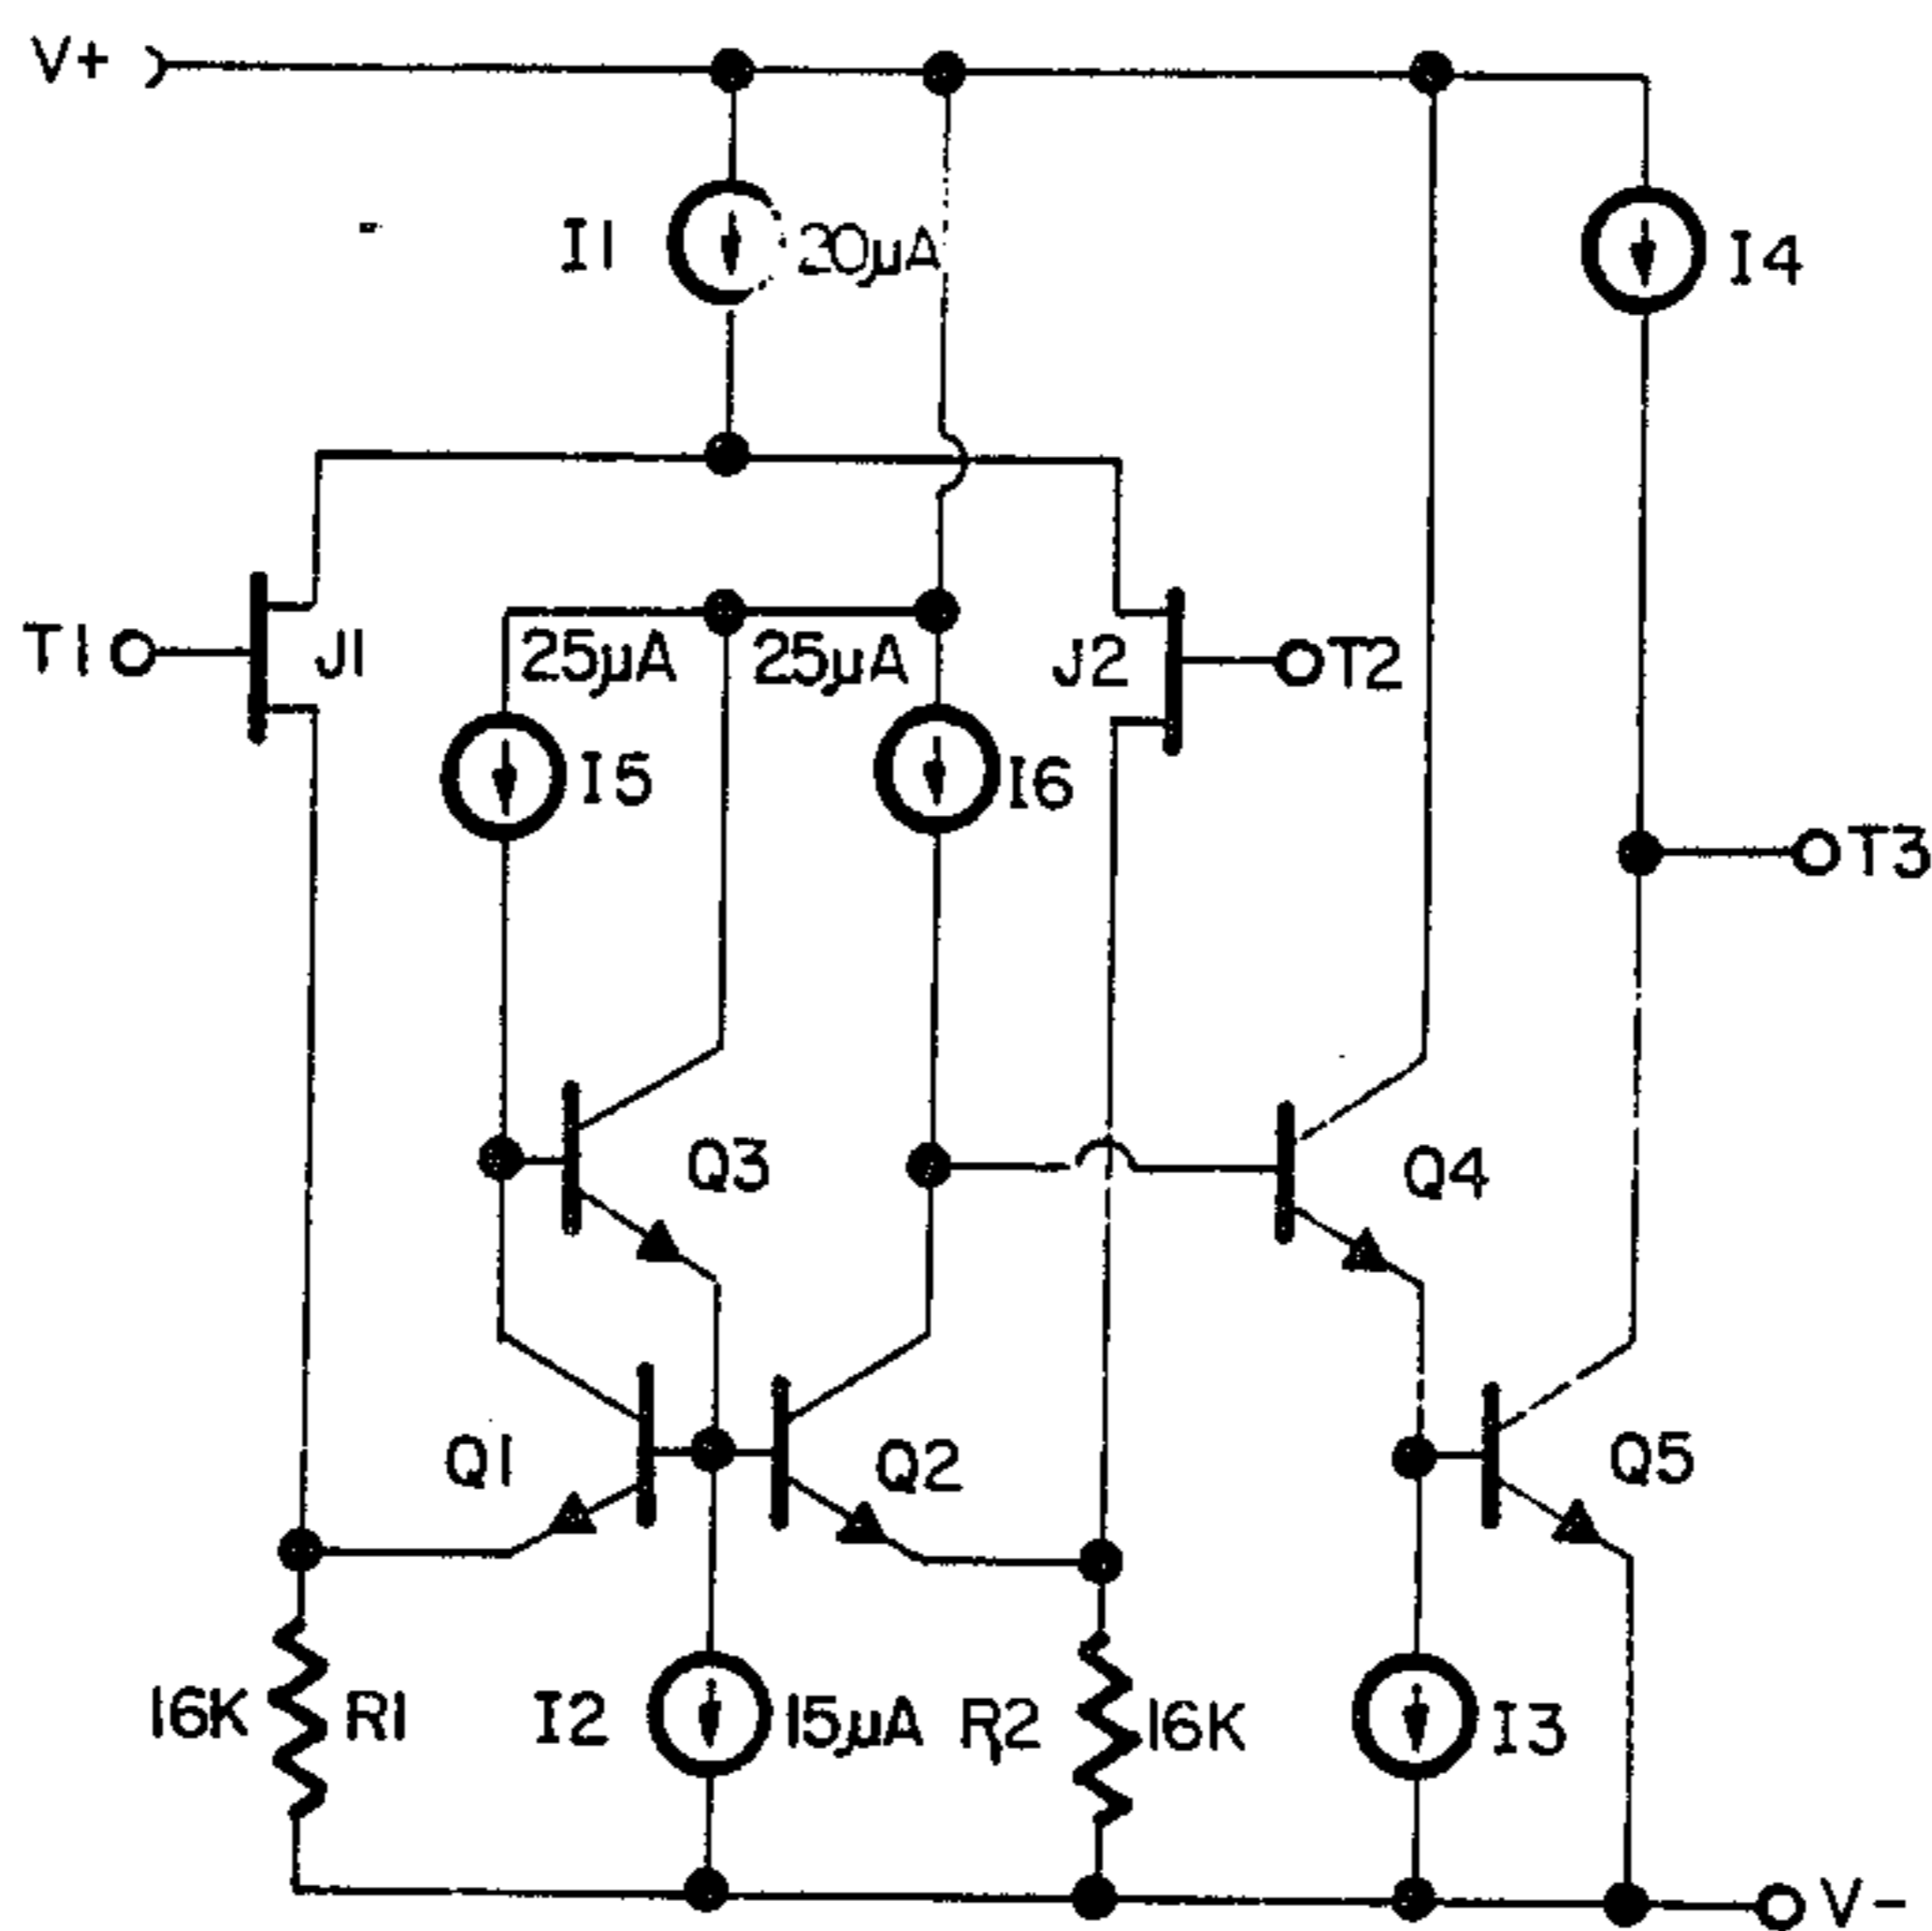 V+
I1 20µA
I4
T1 J1
25µA 25µA
J2 T2
I5 I6
T3
Q3 Q4
Q1 Q2 Q5
16K R1 I2 15µA R2 16K I3
V-